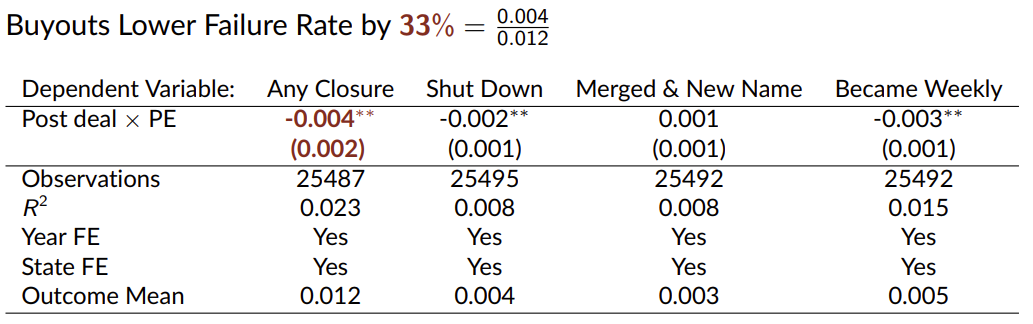 Buyouts Lower Failure Rate by 33% = 0.004/0.012
Dependent Variable: Any Closure Shut Down Merged & New Name Became Weekly
Post deal × PE -0.004** -0.002** 0.001 -0.003**
(0.002) (0.001) (0.001) (0.001)
Observations 25487 25495 25492 25492
R² 0.023 0.008 0.008 0.015
Year FE Yes Yes Yes Yes
State FE Yes Yes Yes Yes
Outcome Mean 0.012 0.004 0.003 0.005